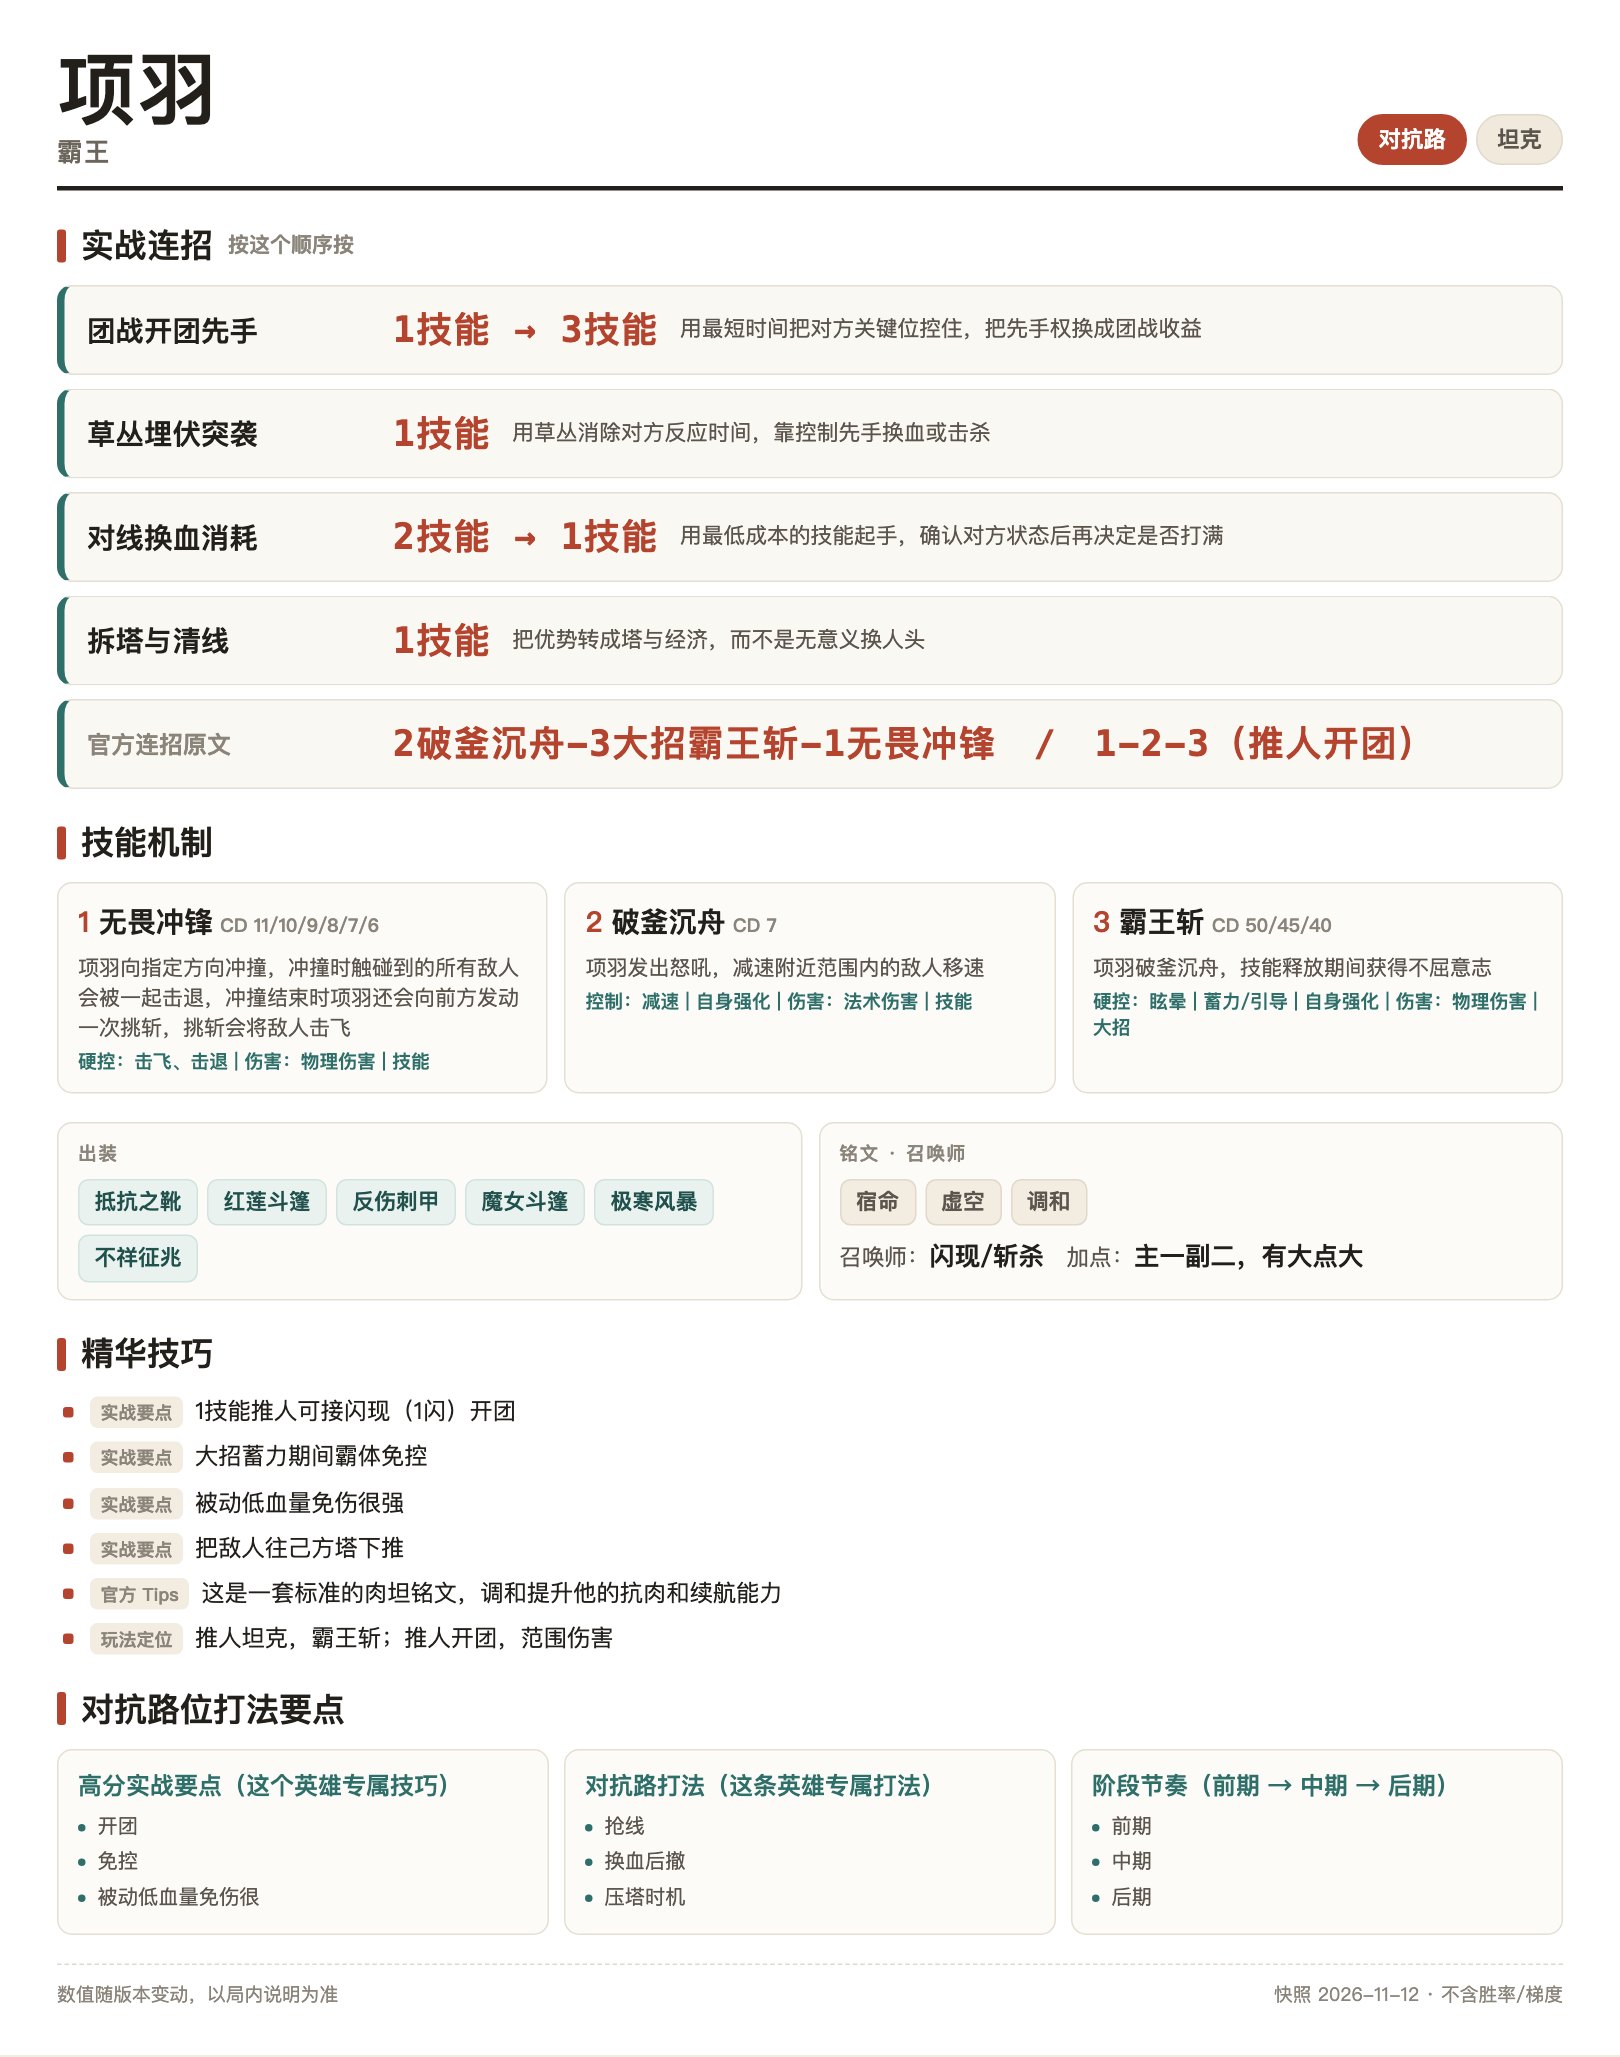 项羽
霸王
对抗路 坦克
实战连招 按这个顺序按
团战开团先手 1技能 → 3技能 用最短时间把对方关键位控住，把先手权换成团战收益
草丛埋伏突袭 1技能 用草丛消除对方反应时间，靠控制先手换血或击杀
对线换血消耗 2技能 → 1技能 用最低成本的技能起手，确认对方状态后再决定是否打满
拆塔与清线 1技能 把优势转成塔与经济，而不是无意义换人头
官方连招原文 2破釜沉舟–3大招霸王斩–1无畏冲锋 / 1–2–3（推人开团）
技能机制
1 无畏冲锋 CD 11/10/9/8/7/6
项羽向指定方向冲撞，冲撞时触碰到的所有敌人
会被一起击退，冲撞结束时项羽还会向前方发动
一次挑斩，挑斩会将敌人击飞
硬控：击飞、击退 | 伤害：物理伤害 | 技能
2 破釜沉舟 CD 7
项羽发出怒吼，减速附近范围内的敌人移速
控制：减速 | 自身强化 | 伤害：法术伤害 | 技能
3 霸王斩 CD 50/45/40
项羽破釜沉舟，技能释放期间获得不屈意志
硬控：眩晕 | 蓄力/引导 | 自身强化 | 伤害：物理伤害 |
大招
出装
抵抗之靴 红莲斗篷 反伤刺甲 魔女斗篷 极寒风暴
不祥征兆
铭文 · 召唤师
宿命 虚空 调和
召唤师：闪现/斩杀 加点：主一副二，有大点大
精华技巧
实战要点 1技能推人可接闪现（1闪）开团
实战要点 大招蓄力期间霸体免控
实战要点 被动低血量免伤很强
实战要点 把敌人往己方塔下推
官方 Tips 这是一套标准的肉坦铭文，调和提升他的抗肉和续航能力
玩法定位 推人坦克，霸王斩；推人开团，范围伤害
对抗路位打法要点
高分实战要点（这个英雄专属技巧）
开团
免控
被动低血量免伤很
对抗路打法（这条英雄专属打法）
抢线
换血后撤
压塔时机
阶段节奏（前期 → 中期 → 后期）
前期
中期
后期
数值随版本变动，以局内说明为准
快照 2026–11–12 · 不含胜率/梯度